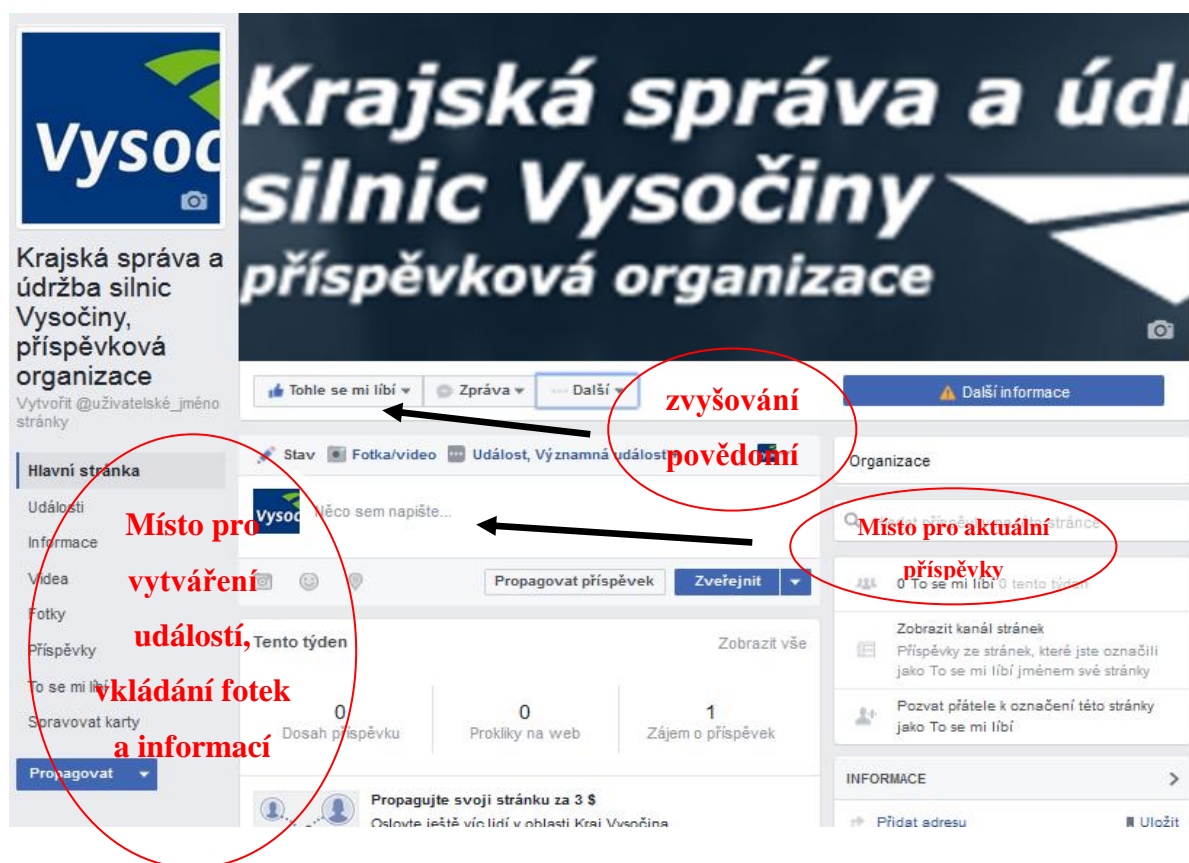 Vysoc
Krajská správa a údr
silnic Vysočiny
příspěvková organizace
Krajská správa a
údržba silnic
Vysočiny,
příspěvková
organizace
Vytvořit @uživatelské_jméno
stránky
Tohle se mi líbí
Zpráva
Další
Další informace
zvyšování
povědomí
Stav Fotka/video Událost, Významná událost
Organizace
Hlavní stránka
Události
Informace
Videa
Fotky
Příspěvky
To se mi líbí
Spravovat karty
Propagovat
Místo pro
vytváření
událostí,
vkládání fotek
a informací
Vysoc
Něco sem napište...
Propagovat příspěvek
Zveřejnit
Místo pro aktuální
příspěvky
Hledat příspěvky na této stránce
0 To se mi líbí 0 tento týden
Zobrazit kanál stránek
Příspěvky ze stránek, které jste označili
jako To se mi líbí jménem své stránky
Pozvat přátele k označení této stránky
jako To se mi líbí
Tento týden
Zobrazit vše
0
Dosah příspěvku
0
Prokliky na web
1
Zájem o příspěvek
INFORMACE
Přidat adresu
Uložit
Propagujte svoji stránku za 3 $
Oslovte ještě víc lidí v oblasti Kraj Vysočina